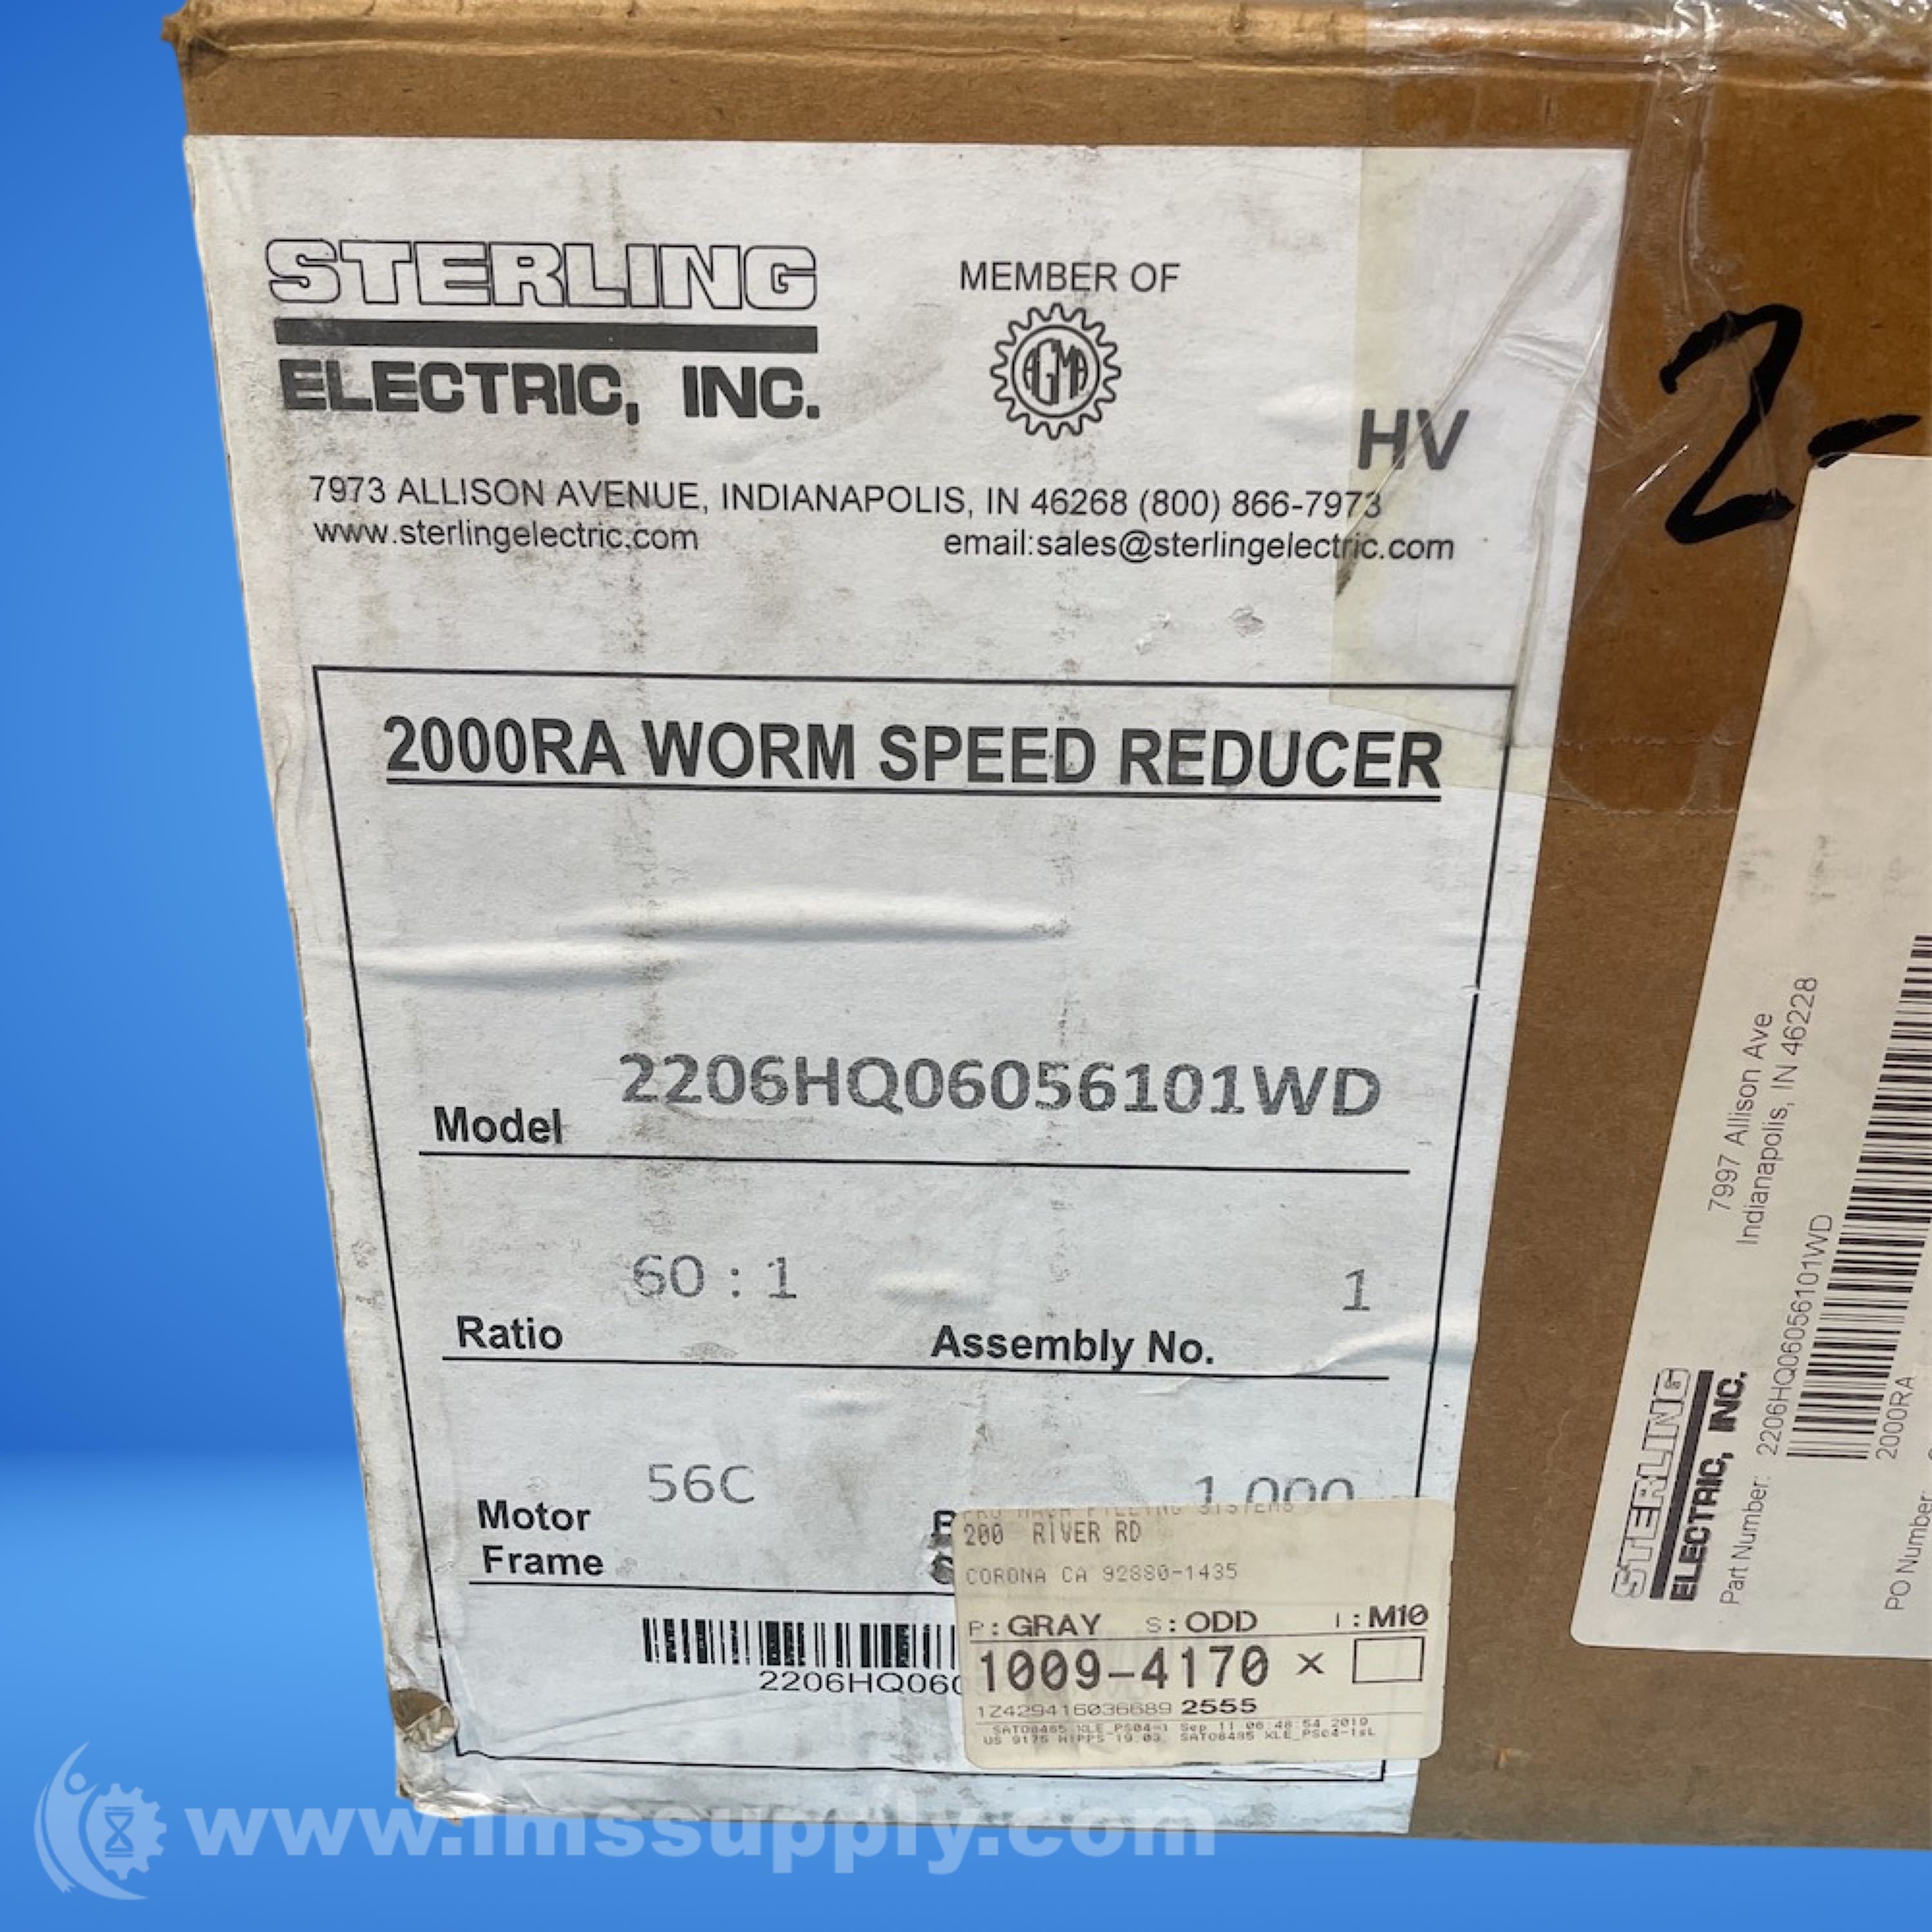 STERLING
ELECTRIC, INC.
MEMBER OF
AGMA
HV
7973 ALLISON AVENUE, INDIANAPOLIS, IN 46268 (800) 866-7973
www.sterlingelectric.com
email:sales@sterlingelectric.com
2000RA WORM SPEED REDUCER
Model 2206HQ06056101WD
Ratio 60 : 1
Assembly No. 1
Motor
Frame 56C
1.000
2206HQ060
200 RIVER RD
CORONA CA 92880-1435
P: GRAY S: ODD I: M10
1009-4170 X
1Z429416036689 2555
2-
STERLING
ELECTRIC, INC.
7997 Allison Ave
Indianapolis, IN 46228
Part Number: 2206HQ06056101WD
2000RA
PO Number:
www.imssupply.com